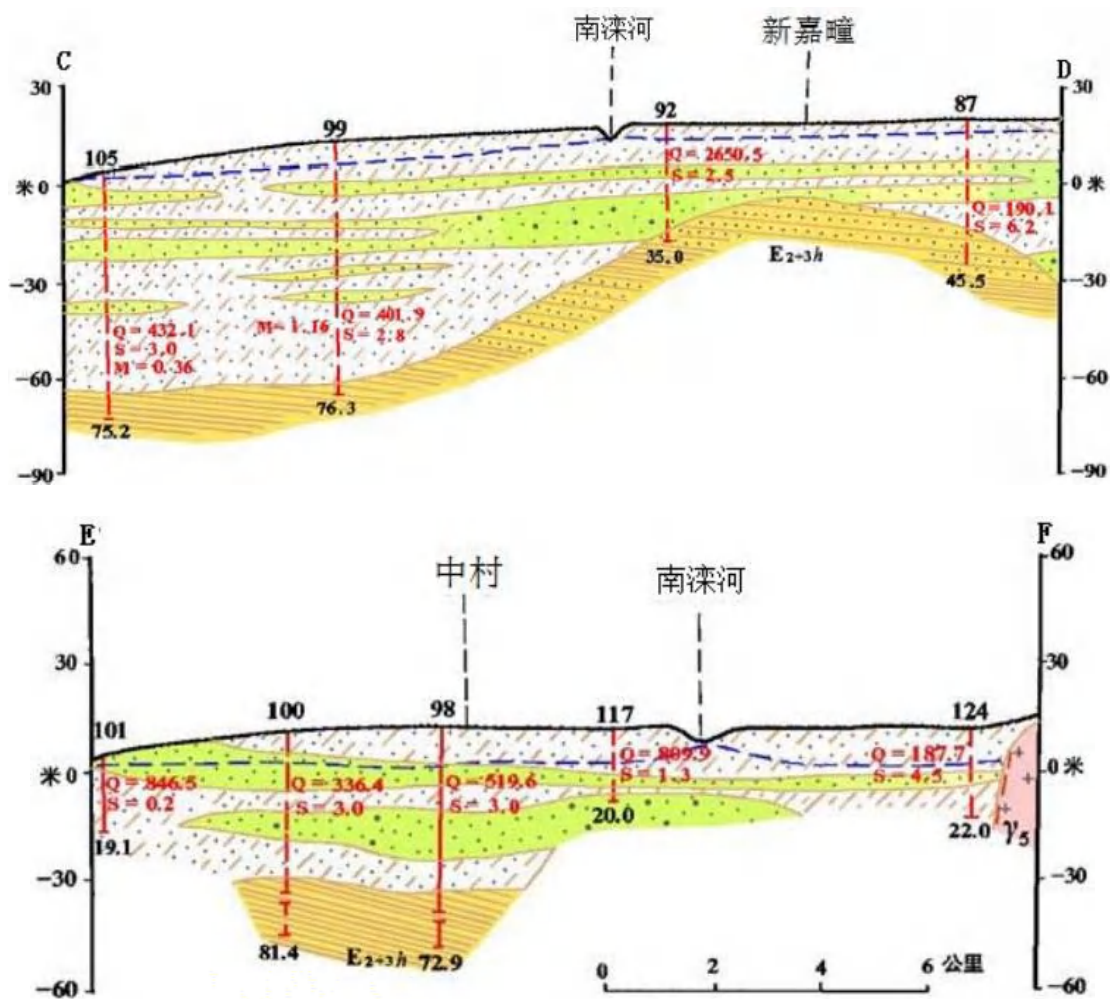 南滦河 新嘉疃
C D
30 30
105 99 92 87
米 0 0 米
Q=2650.5
S=2.5
Q=190.1
S=6.2
35.0 E₂₊₃h 45.5
−30 −30
Q=432.1
S=3.0
M=0.36
M=1.16 Q=401.9
S=2.8
−60 −60
75.2 76.3
−90 −90
E F
60 60
中村 南滦河
30 30
101 100 98 117 124
米 0 0 米
Q=846.5
S=0.2
Q=336.4
S=3.0
Q=519.6
S=3.0
Q=889.9
S=1.3
Q=187.7
S=4.5
19.1 20.0 22.0 γ₅
−30 −30
81.4 E₂₊₃h 72.9
0 2 4 6 公里
−60 −60